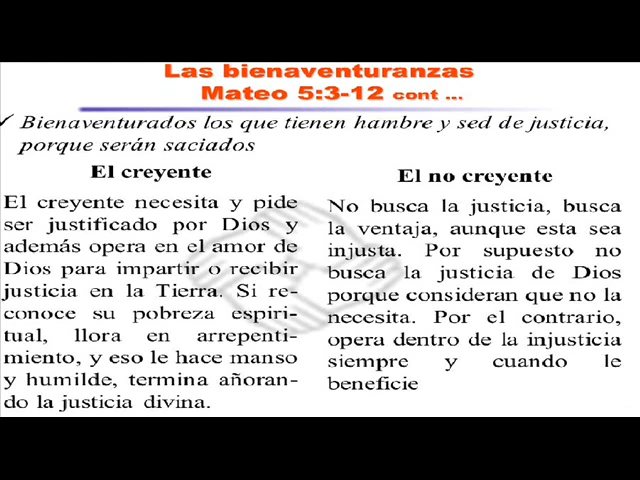 Las bienaventuranzas
Mateo 5:3-12 cont ...
✓ Bienaventurados los que tienen hambre y sed de justicia,
porque serán saciados
El creyente
El creyente necesita y pide
ser justificado por Dios y
además opera en el amor de
Dios para impartir o recibir
justicia en la Tierra. Si re-
conoce su pobreza espiri-
tual, llora en arrepenti-
miento, y eso le hace manso
y humilde, termina añoran-
do la justicia divina.
El no creyente
No busca la justicia, busca
la ventaja, aunque esta sea
injusta. Por supuesto no
busca la justicia de Dios
porque consideran que no la
necesita. Por el contrario,
opera dentro de la injusticia
siempre y cuando le
beneficie